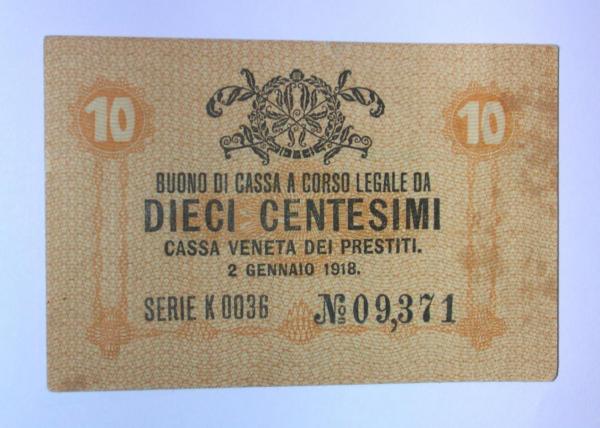 10 10
BUONO DI CASSA A CORSO LEGALE DA
DIECI CENTESIMI
CASSA VENETA DEI PRESTITI.
2 GENNAIO 1918.
SERIE K 0036 No 09,371